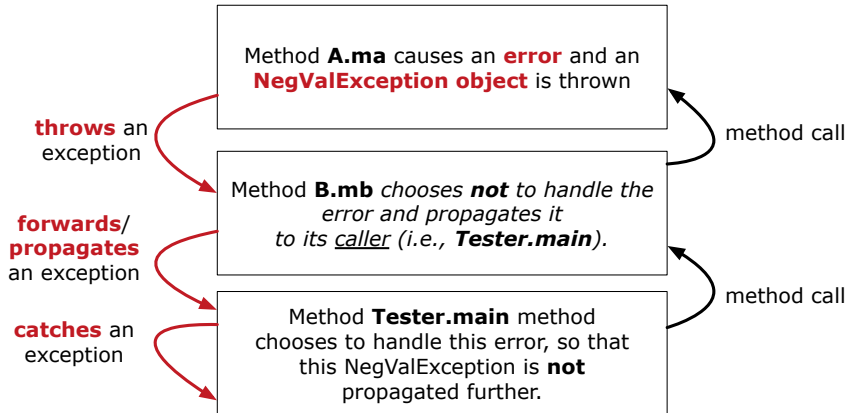 Method A.ma causes an error and an
NegValException object is thrown
throws an
exception
method call
Method B.mb chooses not to handle the
error and propagates it
to its caller (i.e., Tester.main).
forwards/
propagates
an exception
method call
catches an
exception
Method Tester.main method
chooses to handle this error, so that
this NegValException is not
propagated further.